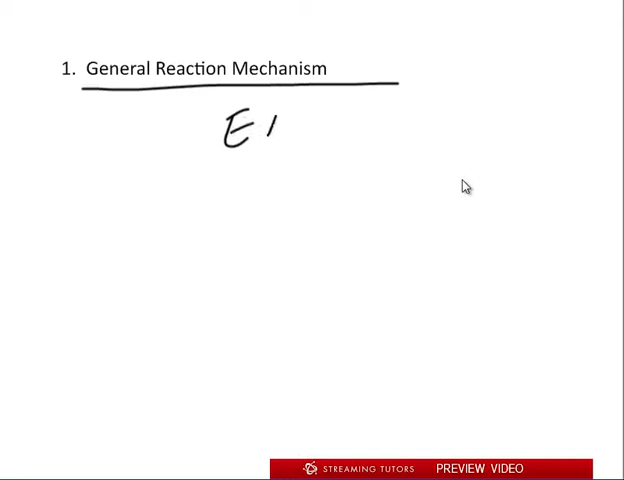 1. General Reaction Mechanism
E1
STREAMING TUTORS PREVIEW VIDEO